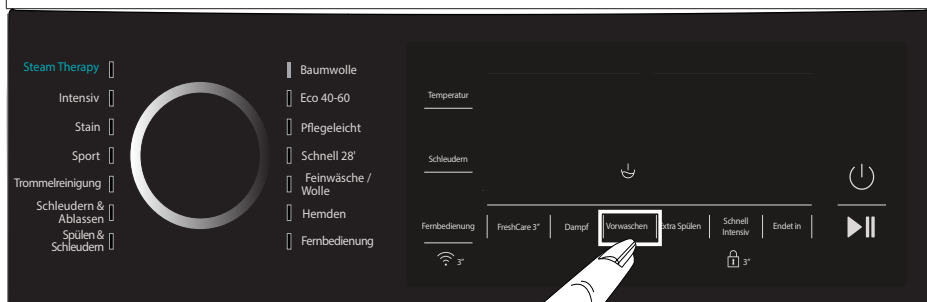 Steam Therapy
Intensiv
Stain
Sport
Trommelreinigung
Schleudern &
Ablassen
Spülen &
Schleudern
Baumwolle
Eco 40-60
Pflegeleicht
Schnell 28'
Feinwäsche /
Wolle
Hemden
Fernbedienung
Temperatur
Schleudern
Fernbedienung
FreshCare 3"
Dampf
Vorwaschen
Extra Spülen
Schnell
Intensiv
Endet in
3"
3"